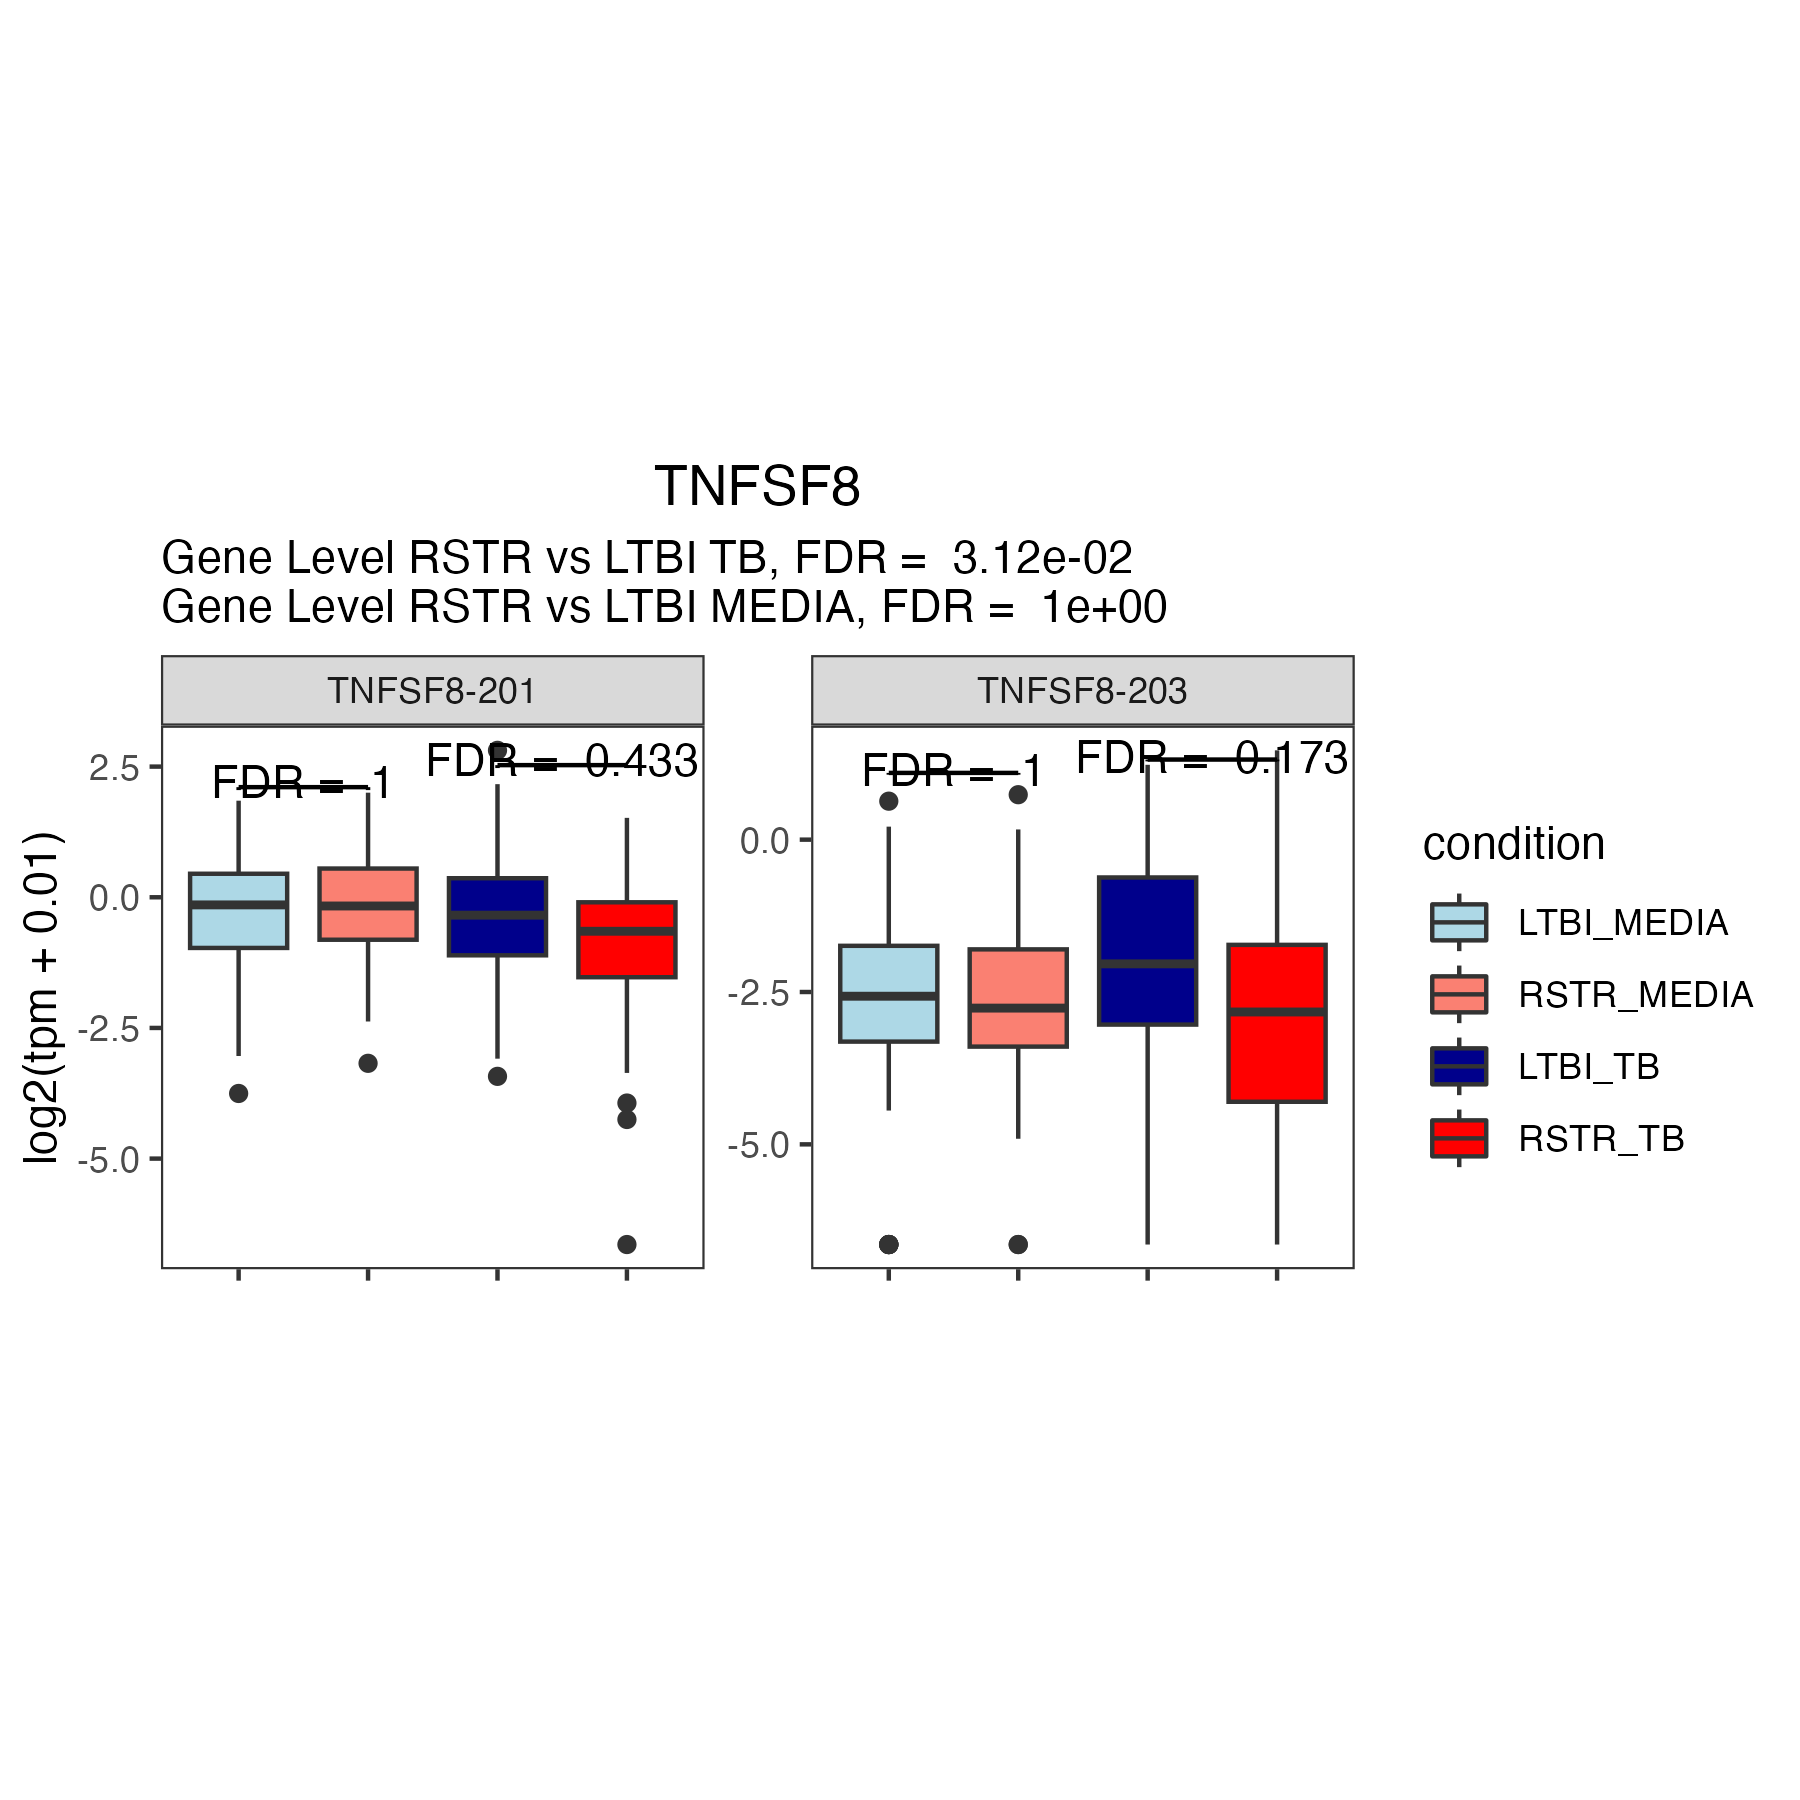 TNFSF8
Gene Level RSTR vs LTBI TB, FDR =  3.12e-02
Gene Level RSTR vs LTBI MEDIA, FDR =  1e+00
TNFSF8-201
TNFSF8-203
FDR =  1
FDR =  0.433
FDR =  1
FDR =  0.173
2.5
0.0
-2.5
-5.0
0.0
-2.5
-5.0
log2(tpm + 0.01)
condition
LTBI_MEDIA
RSTR_MEDIA
LTBI_TB
RSTR_TB